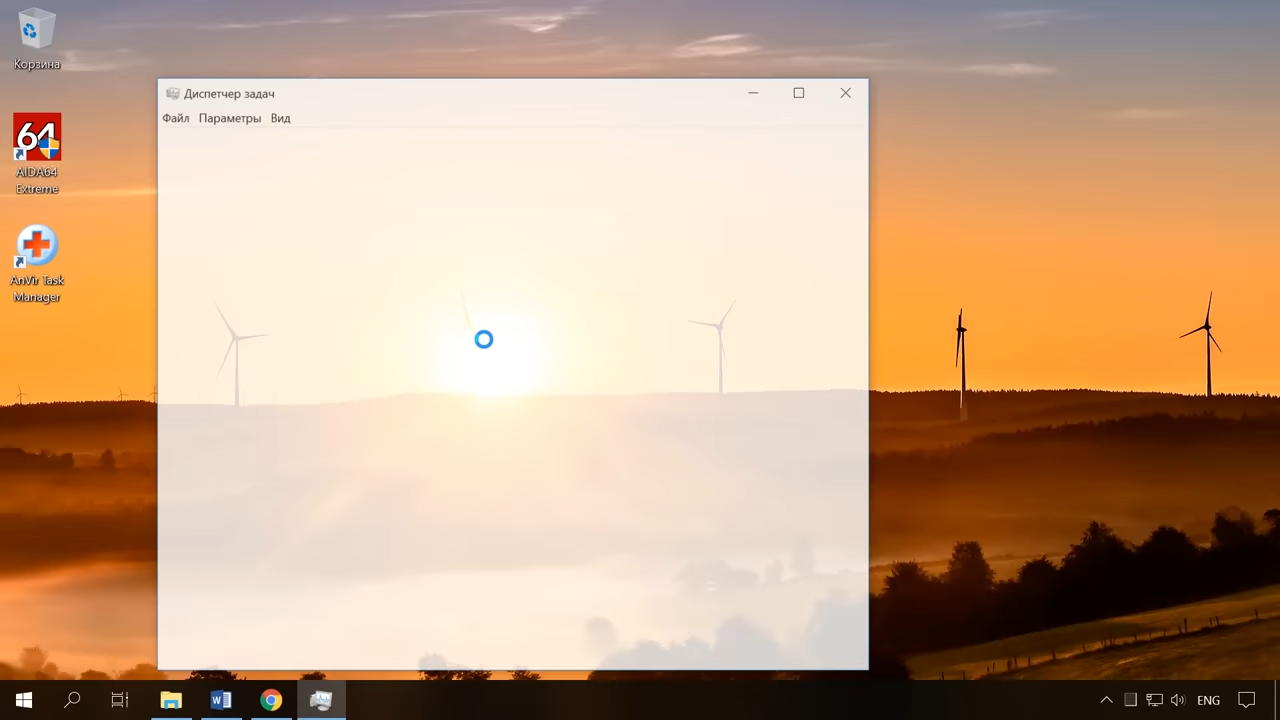 Корзина
64
AIDA64
Extreme
AnVir Task
Manager
Диспетчер задач
Файл Параметры Вид
W
ENG